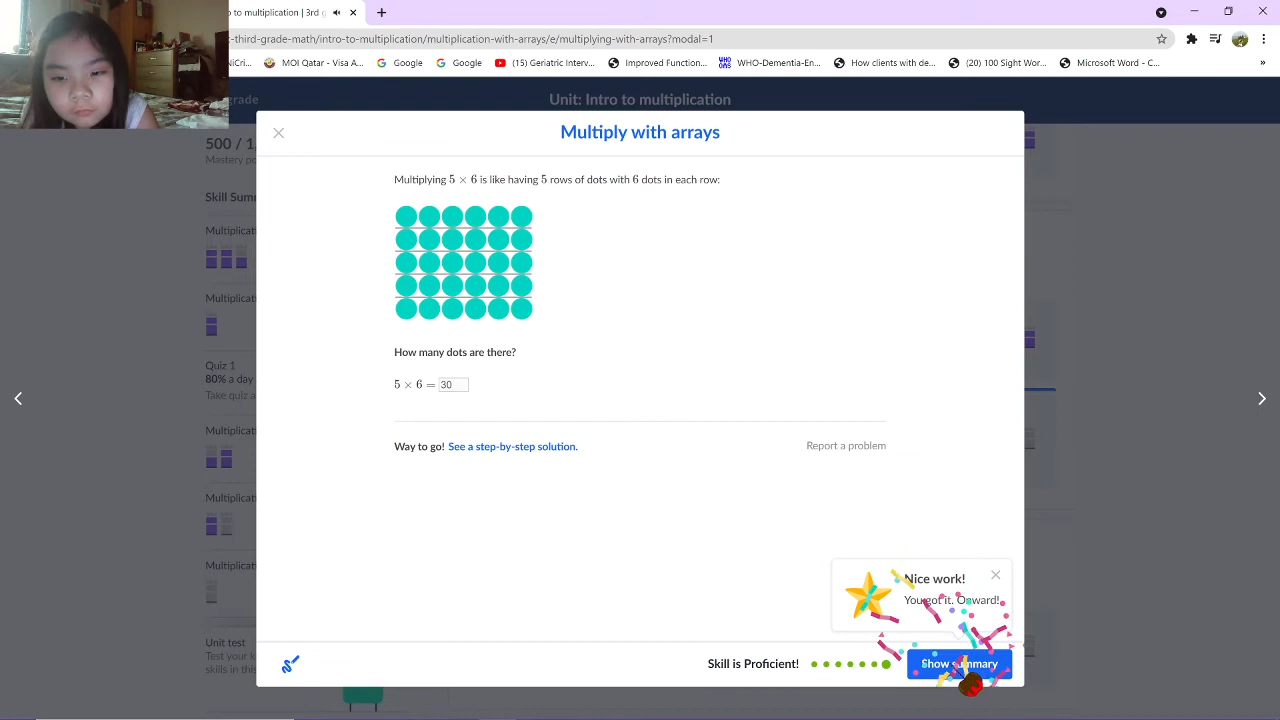 o to multiplication | 3rd g
t-third-grade-math/intro-to-multiplication/multiplication-with-arrays/e/multiplying-with-arrays?modal=1
NiCri...
MOI Qatar - Visa A...
Google
Google
(15) Geriatric Interv...
Improved Function...
WHO-Dementia-En...
How clients with de...
(20) 100 Sight Wor...
Microsoft Word - C...
»
grade
Unit: Intro to multiplication
500 / 1,
Mastery po
Skill Summ
Multiplicati
Multiplicati
Quiz 1
80% a day a
Take quiz a
Multiplicati
Multiplicati
Multiplicati
Unit test
Test your k
skills in this
Multiply with arrays
Multiplying 5 × 6 is like having 5 rows of dots with 6 dots in each row:
How many dots are there?
5 × 6 = 30
Way to go! See a step-by-step solution.
Report a problem
Nice work!
You got it. Onward!
Skill is Proficient!
Show summary